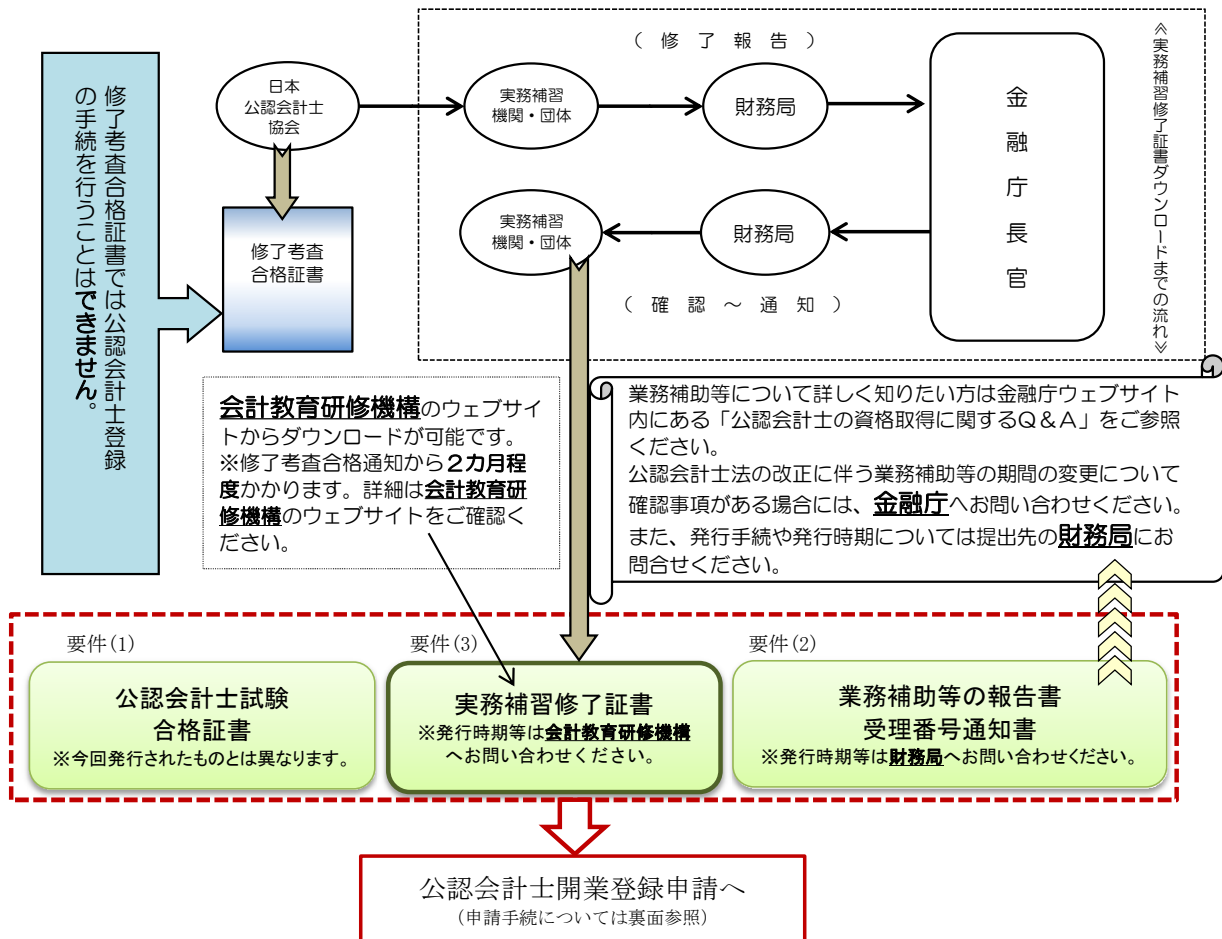 修了考査合格証書では公認会計士登録
の手続を行うことはできません。
日本
公認会計士
協会
修了考査
合格証書
(修了報告)
実務補習
機関・団体
財務局
金融庁長官
≪実務補習修了証書ダウンロードまでの流れ≫
実務補習
機関・団体
財務局
(確認~通知)
会計教育研修機構のウェブサイ
トからダウンロードが可能です。
※修了考査合格通知から2カ月程
度かかります。詳細は会計教育研
修機構のウェブサイトをご確認く
ださい。
業務補助等について詳しく知りたい方は金融庁ウェブサイト
内にある「公認会計士の資格取得に関するQ&A」をご参照
ください。
公認会計士法の改正に伴う業務補助等の期間の変更について
確認事項がある場合には、金融庁へお問い合わせください。
また、発行手続や発行時期については提出先の財務局にお
問合せください。
要件(1)
公認会計士試験
合格証書
※今回発行されたものとは異なります。
要件(3)
実務補習修了証書
※発行時期等は会計教育研修機構
へお問い合わせください。
要件(2)
業務補助等の報告書
受理番号通知書
※発行時期等は財務局へお問い合わせください。
公認会計士開業登録申請へ
(申請手続については裏面参照)